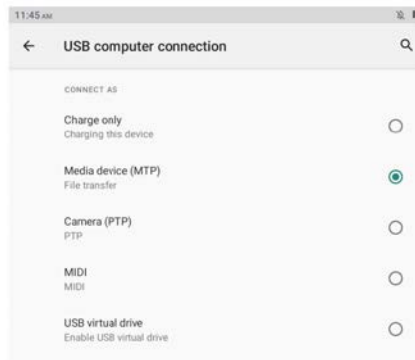 11:45 AM
USB computer connection
CONNECT AS
Charge only
Charging this device
Media device (MTP)
File transfer
Camera (PTP)
PTP
MIDI
MIDI
USB virtual drive
Enable USB virtual drive